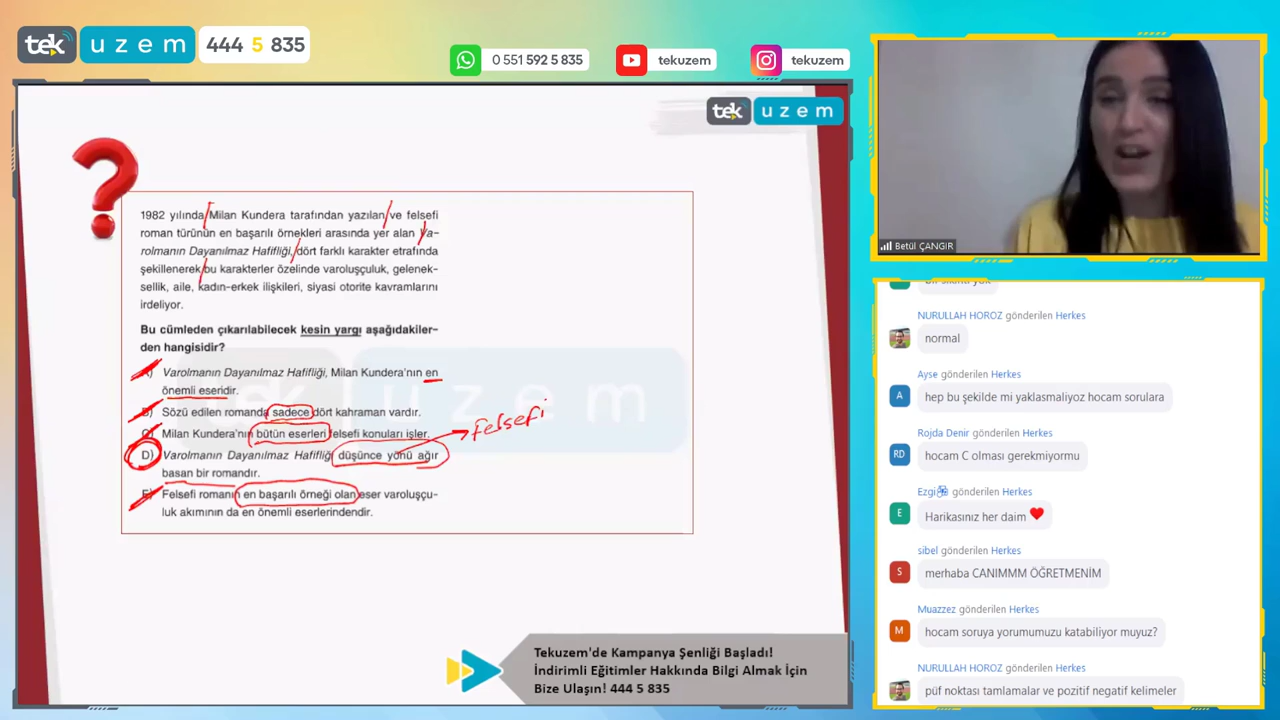 tek uzem 444 5 835
0 551 592 5 835
tekuzem
tekuzem
tek uzem
1982 yılında Milan Kundera tarafından yazılan ve felsefi
roman türünün en başarılı örnekleri arasında yer alan Va-
rolmanın Dayanılmaz Hafifliği, dört farklı karakter etrafında
şekillenerek bu karakterler özelinde varoluşçuluk, gelenek-
sellik, aile, kadın-erkek ilişkileri, siyasi otorite kavramlarını
irdeliyor.
Bu cümleden çıkarılabilecek kesin yargı aşağıdakiler-
den hangisidir?
A) Varolmanın Dayanılmaz Hafifliği, Milan Kundera'nın en
önemli eseridir.
B) Sözü edilen romanda sadece dört kahraman vardır.
C) Milan Kundera'nın bütün eserleri felsefi konuları işler.
D) Varolmanın Dayanılmaz Hafifliği düşünce yönü ağır
basan bir romandır.
E) Felsefi romanın en başarılı örneği olan eser varoluşçu-
luk akımının da en önemli eserlerindendir.
felsefi
tek uzem
Tekuzem'de Kampanya Şenliği Başladı!
İndirimli Eğitimler Hakkında Bilgi Almak İçin
Bize Ulaşın! 444 5 835
Betül ÇANGIR
bir sıkıntı yok
NURULLAH HOROZ gönderilen Herkes
normal
Ayse gönderilen Herkes
A
hep bu şekilde mi yaklasmaliyoz hocam sorulara
Rojda Denir gönderilen Herkes
RD
hocam C olması gerekmiyormu
Ezgi gönderilen Herkes
E
Harikasınız her daim ❤
sibel gönderilen Herkes
S
merhaba CANIMMM ÖĞRETMENİM
Muazzez gönderilen Herkes
M
hocam soruya yorumumuzu katabiliyor muyuz?
NURULLAH HOROZ gönderilen Herkes
püf noktası tamlamalar ve pozitif negatif kelimeler